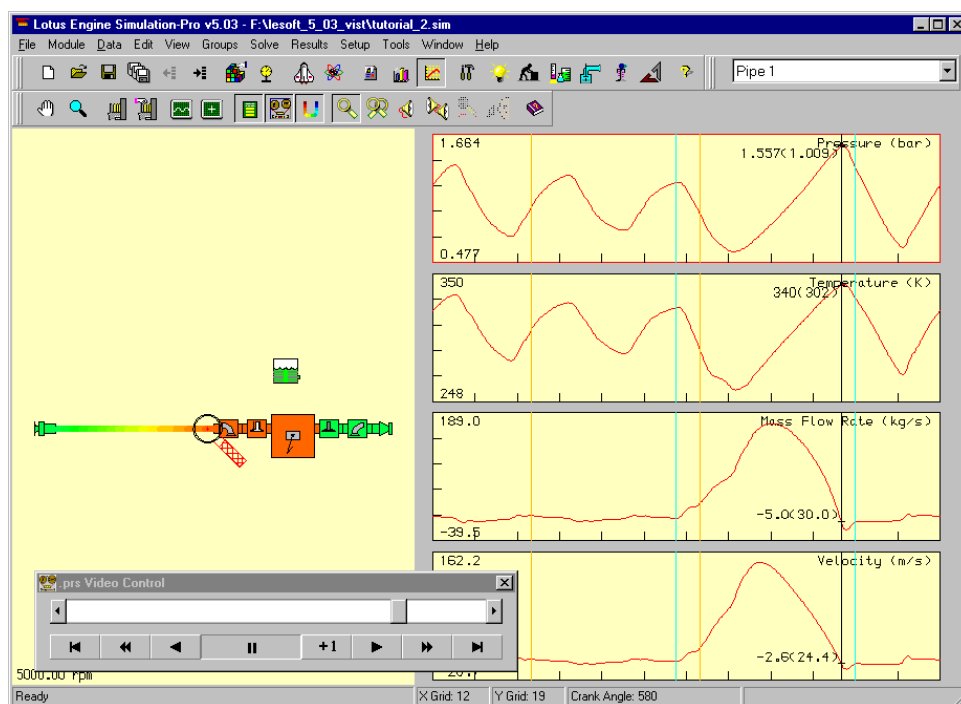 Lotus Engine Simulation-Pro v5.03 - F:\lesoft_5_03_vist\tutorial_2.sim
File Module Data Edit View Groups Solve Results Setup Tools Window Help
Pipe 1
1.664 Pressure (bar)
1.557(1.009)
0.477
350 Temperature (K)
340(302)
248
189.0 Mass Flow Rate (kg/s)
-5.0(30.0)
-39.5
162.2 Velocity (m/s)
-2.6(24.4)
.prs Video Control
+1
5000.00 rpm
Ready X Grid: 12 Y Grid: 19 Crank Angle: 580